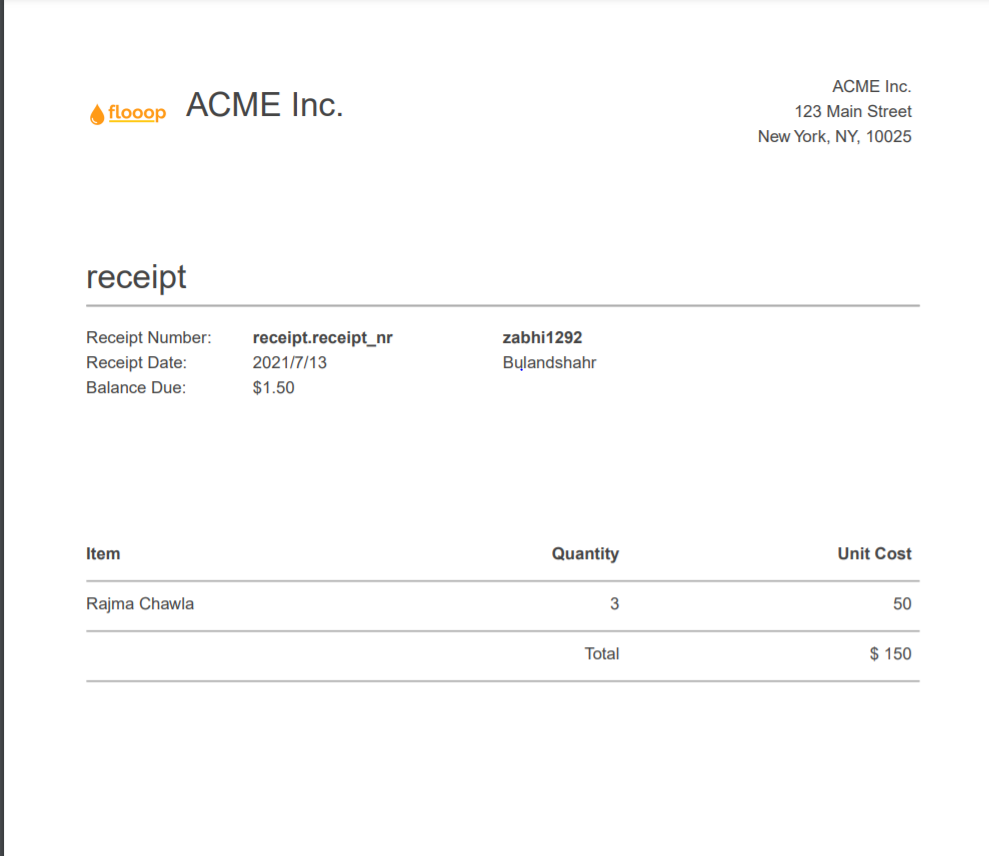 flooop ACME Inc.
ACME Inc.
123 Main Street
New York, NY, 10025
receipt
Receipt Number: receipt.receipt_nr zabhi1292
Receipt Date: 2021/7/13 Bulandshahr
Balance Due: $1.50
Item Quantity Unit Cost
Rajma Chawla 3 50
Total $ 150